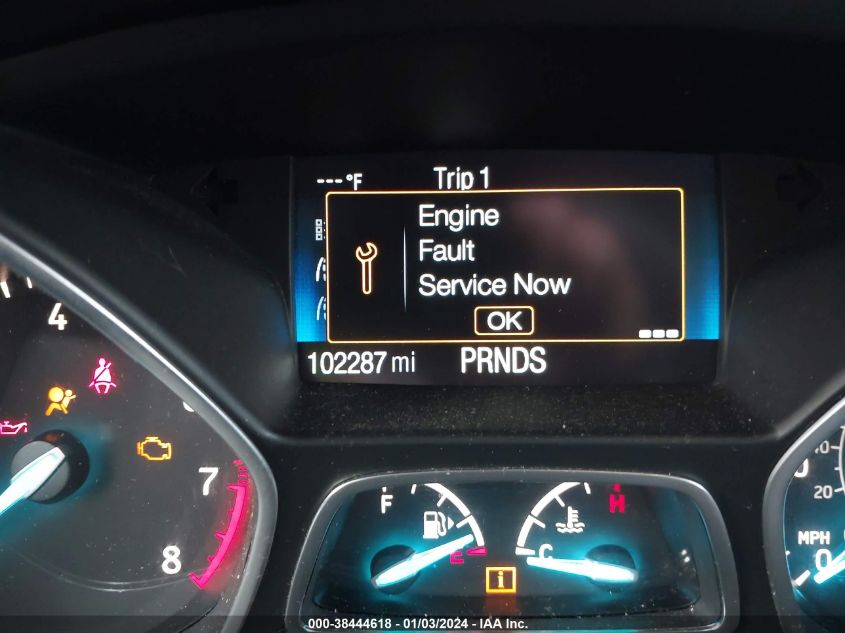 ---°F Trip 1
Engine
Fault
Service Now
OK
102287 mi PRNDS
4
7
8
F
E
H
C
i
20
MPH
0
000-38444618 - 01/03/2024 - IAA Inc.